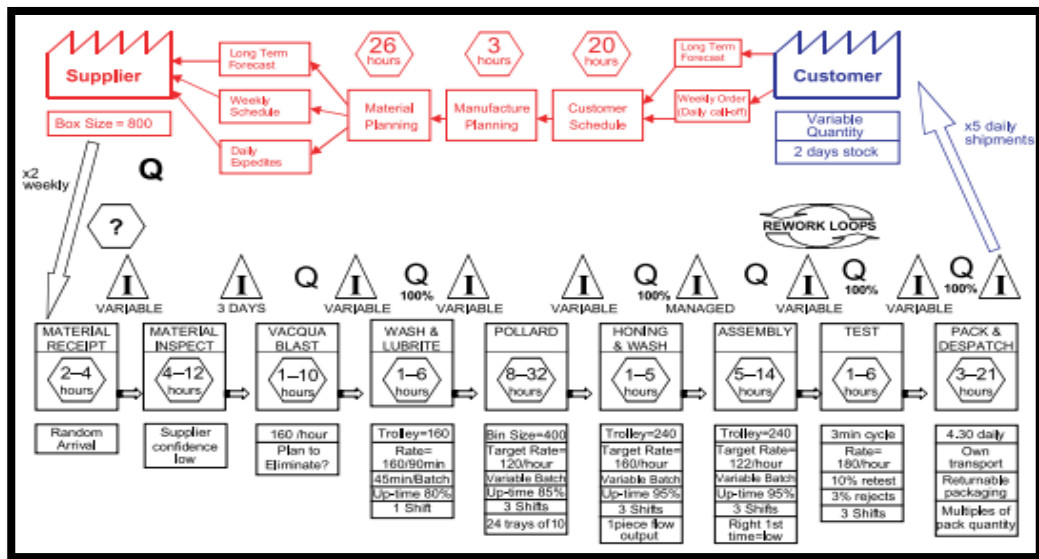 26
hours
3
hours
20
hours
Supplier
Box Size = 800
Long Term
Forecast
Weekly
Schedule
Daily
Expedites
Material
Planning
Manufacture
Planning
Customer
Schedule
Long Term
Forecast
Weekly Order
(Daily call-off)
Customer
Variable
Quantity
2 days stock
x5 daily
shipments
x2
weekly
Q
?
REWORK LOOPS
I
VARIABLE
I
3 DAYS
Q
I
VARIABLE
Q
100%
I
VARIABLE
I
VARIABLE
Q
100%
I
MANAGED
Q
I
VARIABLE
Q
100%
I
VARIABLE
Q
100%
I
MATERIAL
RECEIPT
2–4
hours
Random
Arrival
MATERIAL
INSPECT
4–12
hours
Supplier
confidence
low
VACQUA
BLAST
1–10
hours
160 /hour
Plan to
Eliminate?
WASH &
LUBRITE
1–6
hours
Trolley=160
Rate=
160/90min
45min/Batch
Up-time 80%
1 Shift
POLLARD
8–32
hours
Bin Size=400
Target Rate=
120/hour
Variable Batch
Up-time 85%
3 Shifts
24 trays of 10
HONING
& WASH
1–5
hours
Trolley=240
Target Rate=
160/hour
Variable Batch
Up-time 95%
3 Shifts
1piece flow
output
ASSEMBLY
5–14
hours
Trolley=240
Target Rate=
122/hour
Variable Batch
Up-time 95%
3 Shifts
Right 1st
time=low
TEST
1–6
hours
3min cycle
Rate=
180/hour
10% retest
3% rejects
3 Shifts
PACK &
DESPATCH
3–21
hours
4.30 daily
Own
transport
Returnable
packaging
Multiples of
pack quantity